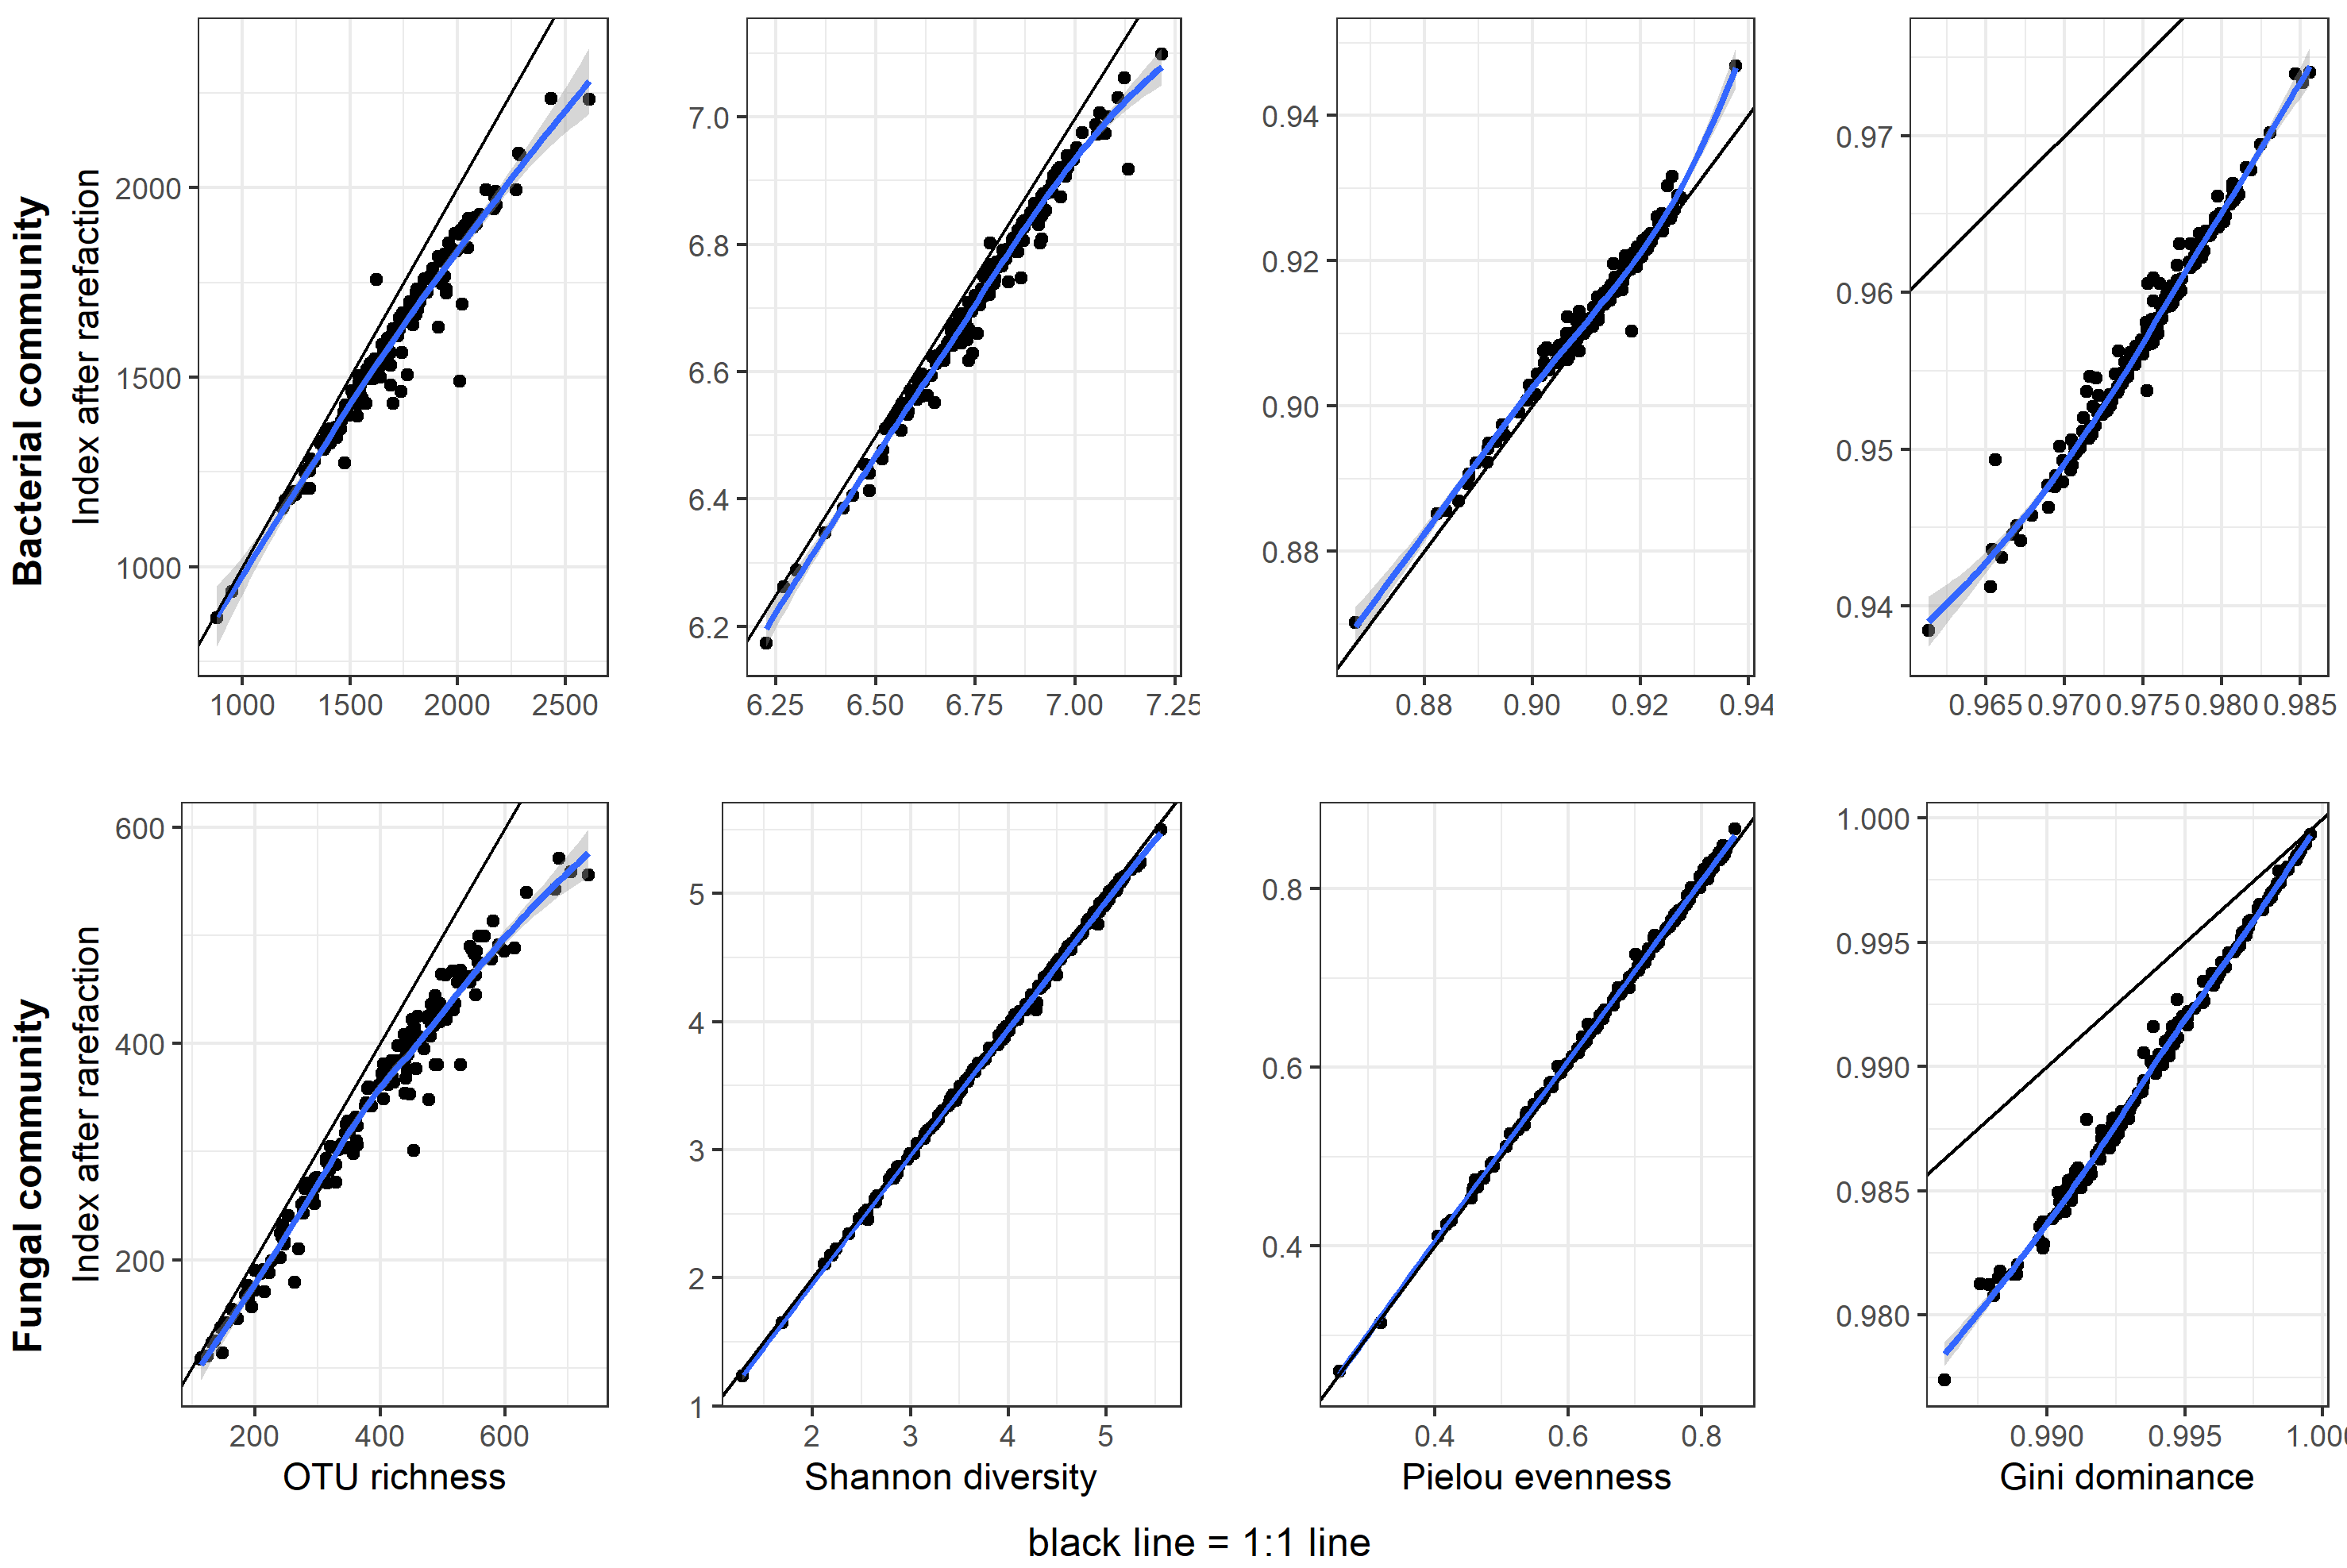 Bacterial community
Index after rarefaction
2000
1500
1000
1000 1500 2000 2500
7.0
6.8
6.6
6.4
6.2
6.25 6.50 6.75 7.00 7.25
0.94
0.92
0.90
0.88
0.88 0.90 0.92 0.94
0.97
0.96
0.95
0.94
0.965 0.970 0.975 0.980 0.985
Fungal community
Index after rarefaction
600
400
200
200 400 600
OTU richness
5
4
3
2
1
2 3 4 5
Shannon diversity
0.8
0.6
0.4
0.4 0.6 0.8
Pielou evenness
1.000
0.995
0.990
0.985
0.980
0.990 0.995 1.000
Gini dominance
black line = 1:1 line